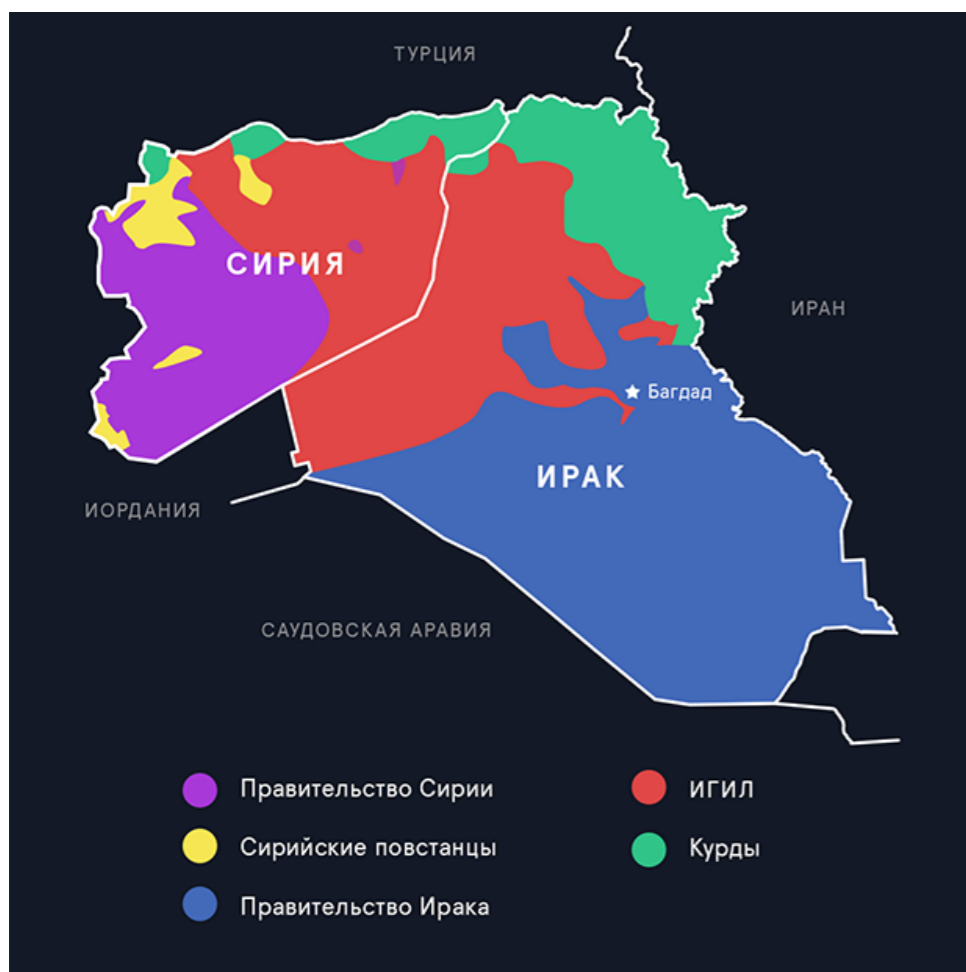 ТУРЦИЯ
СИРИЯ
ИРАН
Багдад
ИРАК
ИОРДАНИЯ
САУДОВСКАЯ АРАВИЯ
Правительство Сирии
ИГИЛ
Сирийские повстанцы
Курды
Правительство Ирака